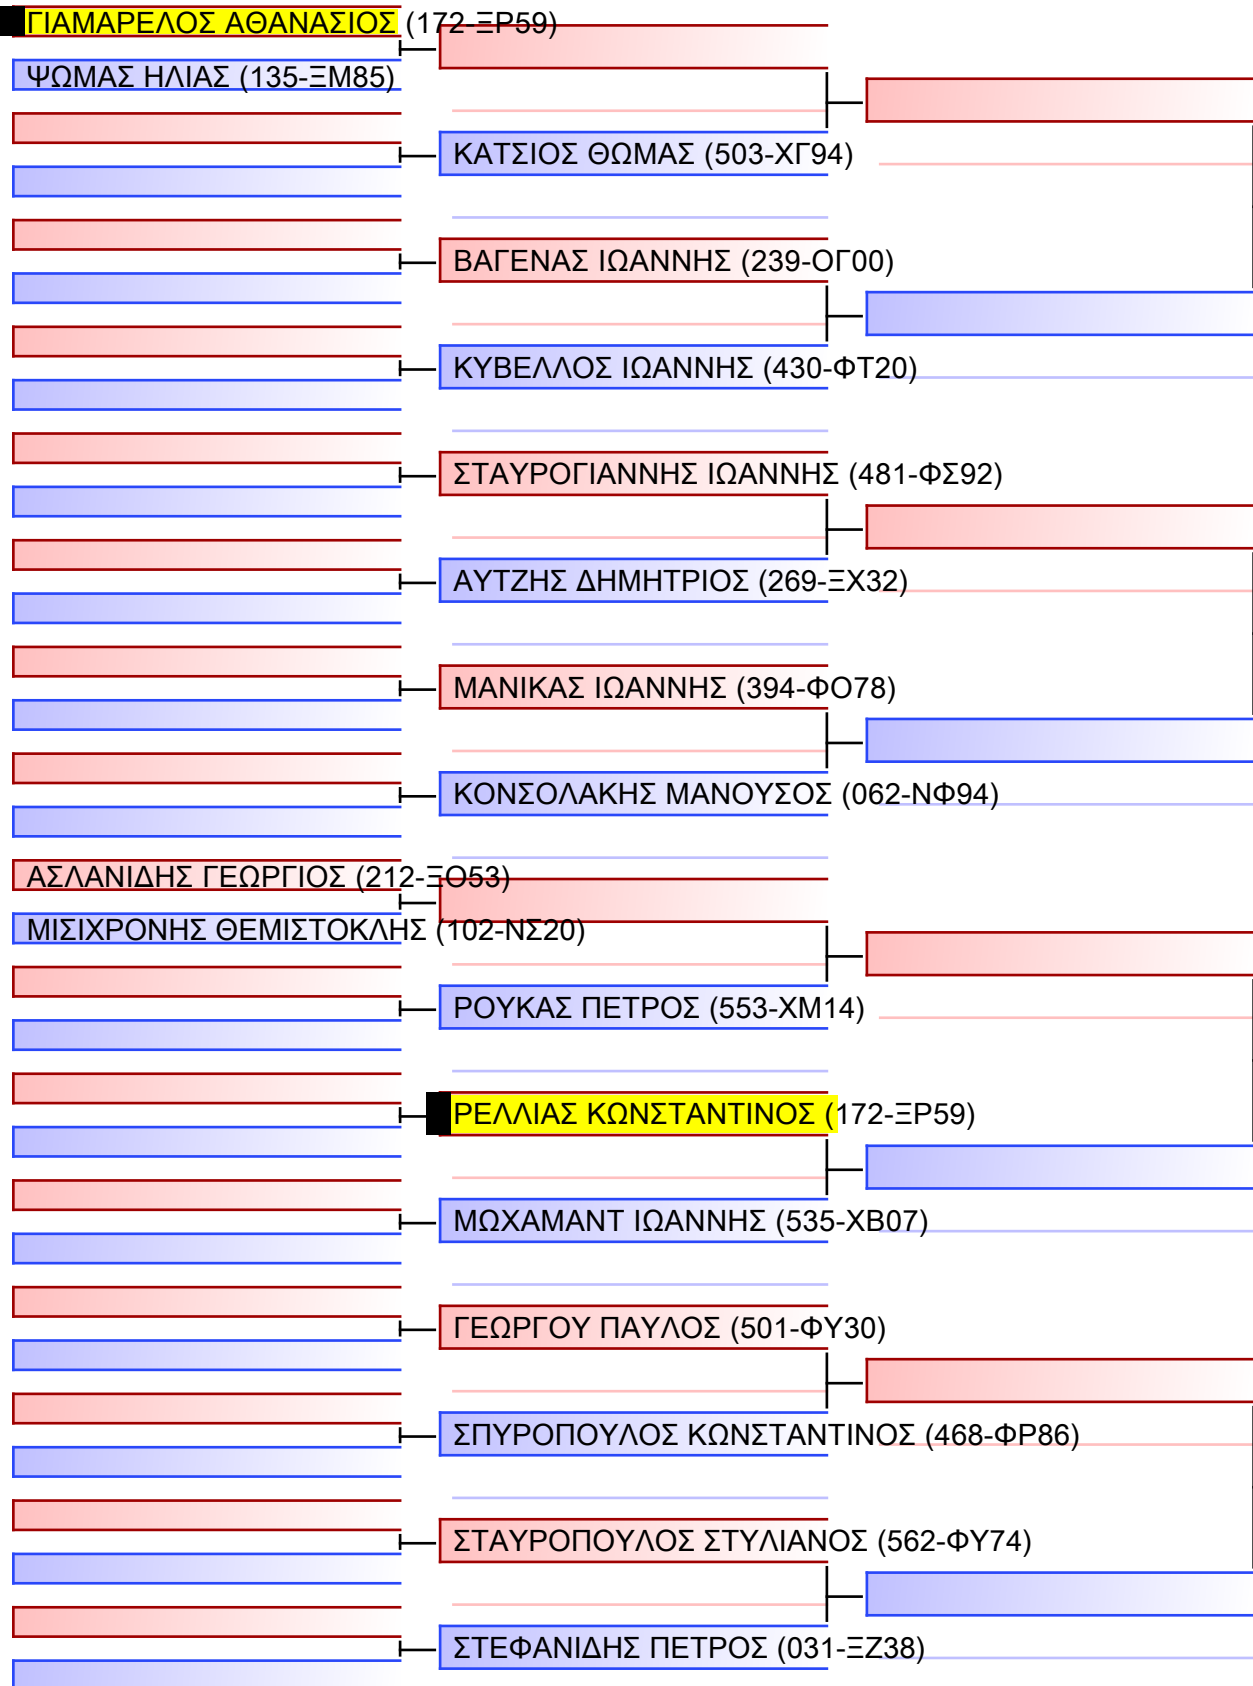 ΓΙΑΜΑΡΕΛΟΣ ΑΘΑΝΑΣΙΟΣ (172-ΞΡ59)
ΨΩΜΑΣ ΗΛΙΑΣ (135-ΞΜ85)
ΚΑΤΣΙΟΣ ΘΩΜΑΣ (503-ΧΓ94)
ΒΑΓΕΝΑΣ ΙΩΑΝΝΗΣ (239-ΟΓ00)
ΚΥΒΕΛΛΟΣ ΙΩΑΝΝΗΣ (430-ΦΤ20)
ΣΤΑΥΡΟΓΙΑΝΝΗΣ ΙΩΑΝΝΗΣ (481-ΦΣ92)
ΑΥΤΖΗΣ ΔΗΜΗΤΡΙΟΣ (269-ΞΧ32)
ΜΑΝΙΚΑΣ ΙΩΑΝΝΗΣ (394-ΦΟ78)
ΚΟΝΣΟΛΑΚΗΣ ΜΑΝΟΥΣΟΣ (062-ΝΦ94)
ΑΣΛΑΝΙΔΗΣ ΓΕΩΡΓΙΟΣ (212-ΞΟ53)
ΜΙΣΙΧΡΟΝΗΣ ΘΕΜΙΣΤΟΚΛΗΣ (102-ΝΣ20)
ΡΟΥΚΑΣ ΠΕΤΡΟΣ (553-ΧΜ14)
ΡΕΛΛΙΑΣ ΚΩΝΣΤΑΝΤΙΝΟΣ (172-ΞΡ59)
ΜΩΧΑΜΑΝΤ ΙΩΑΝΝΗΣ (535-ΧΒ07)
ΓΕΩΡΓΟΥ ΠΑΥΛΟΣ (501-ΦΥ30)
ΣΠΥΡΟΠΟΥΛΟΣ ΚΩΝΣΤΑΝΤΙΝΟΣ (468-ΦΡ86)
ΣΤΑΥΡΟΠΟΥΛΟΣ ΣΤΥΛΙΑΝΟΣ (562-ΦΥ74)
ΣΤΕΦΑΝΙΔΗΣ ΠΕΤΡΟΣ (031-ΞΖ38)